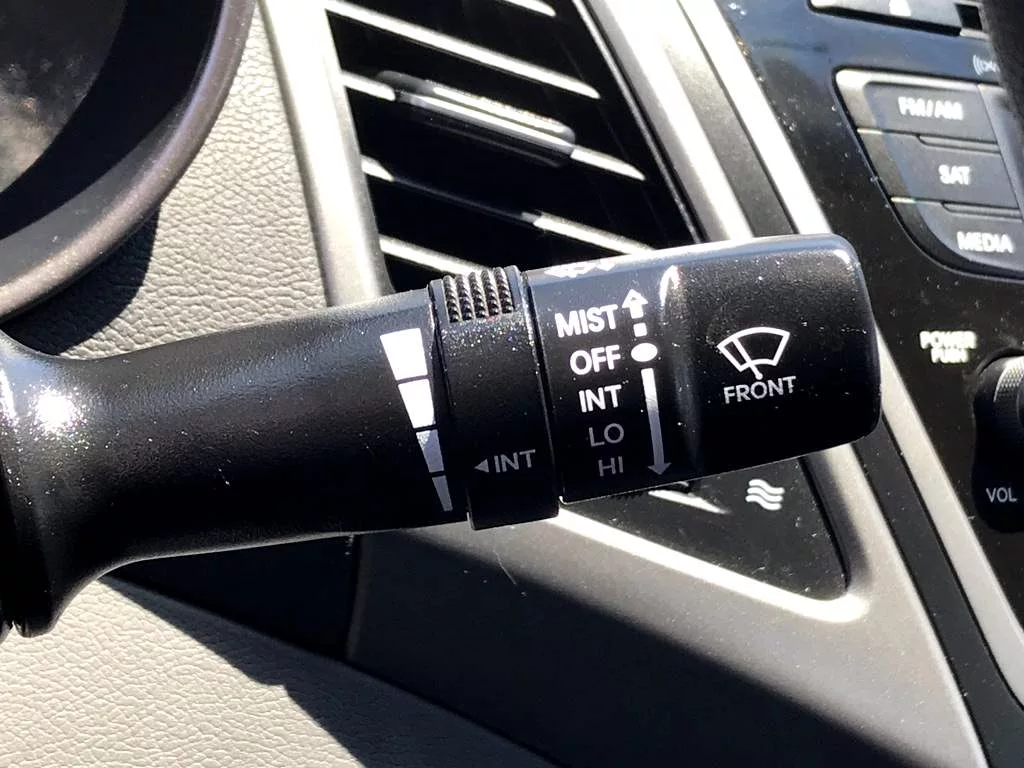 FM/AM
SAT
MEDIA
POWER
PUSH
VOL
MIST
OFF
INT
LO
HI
INT
FRONT